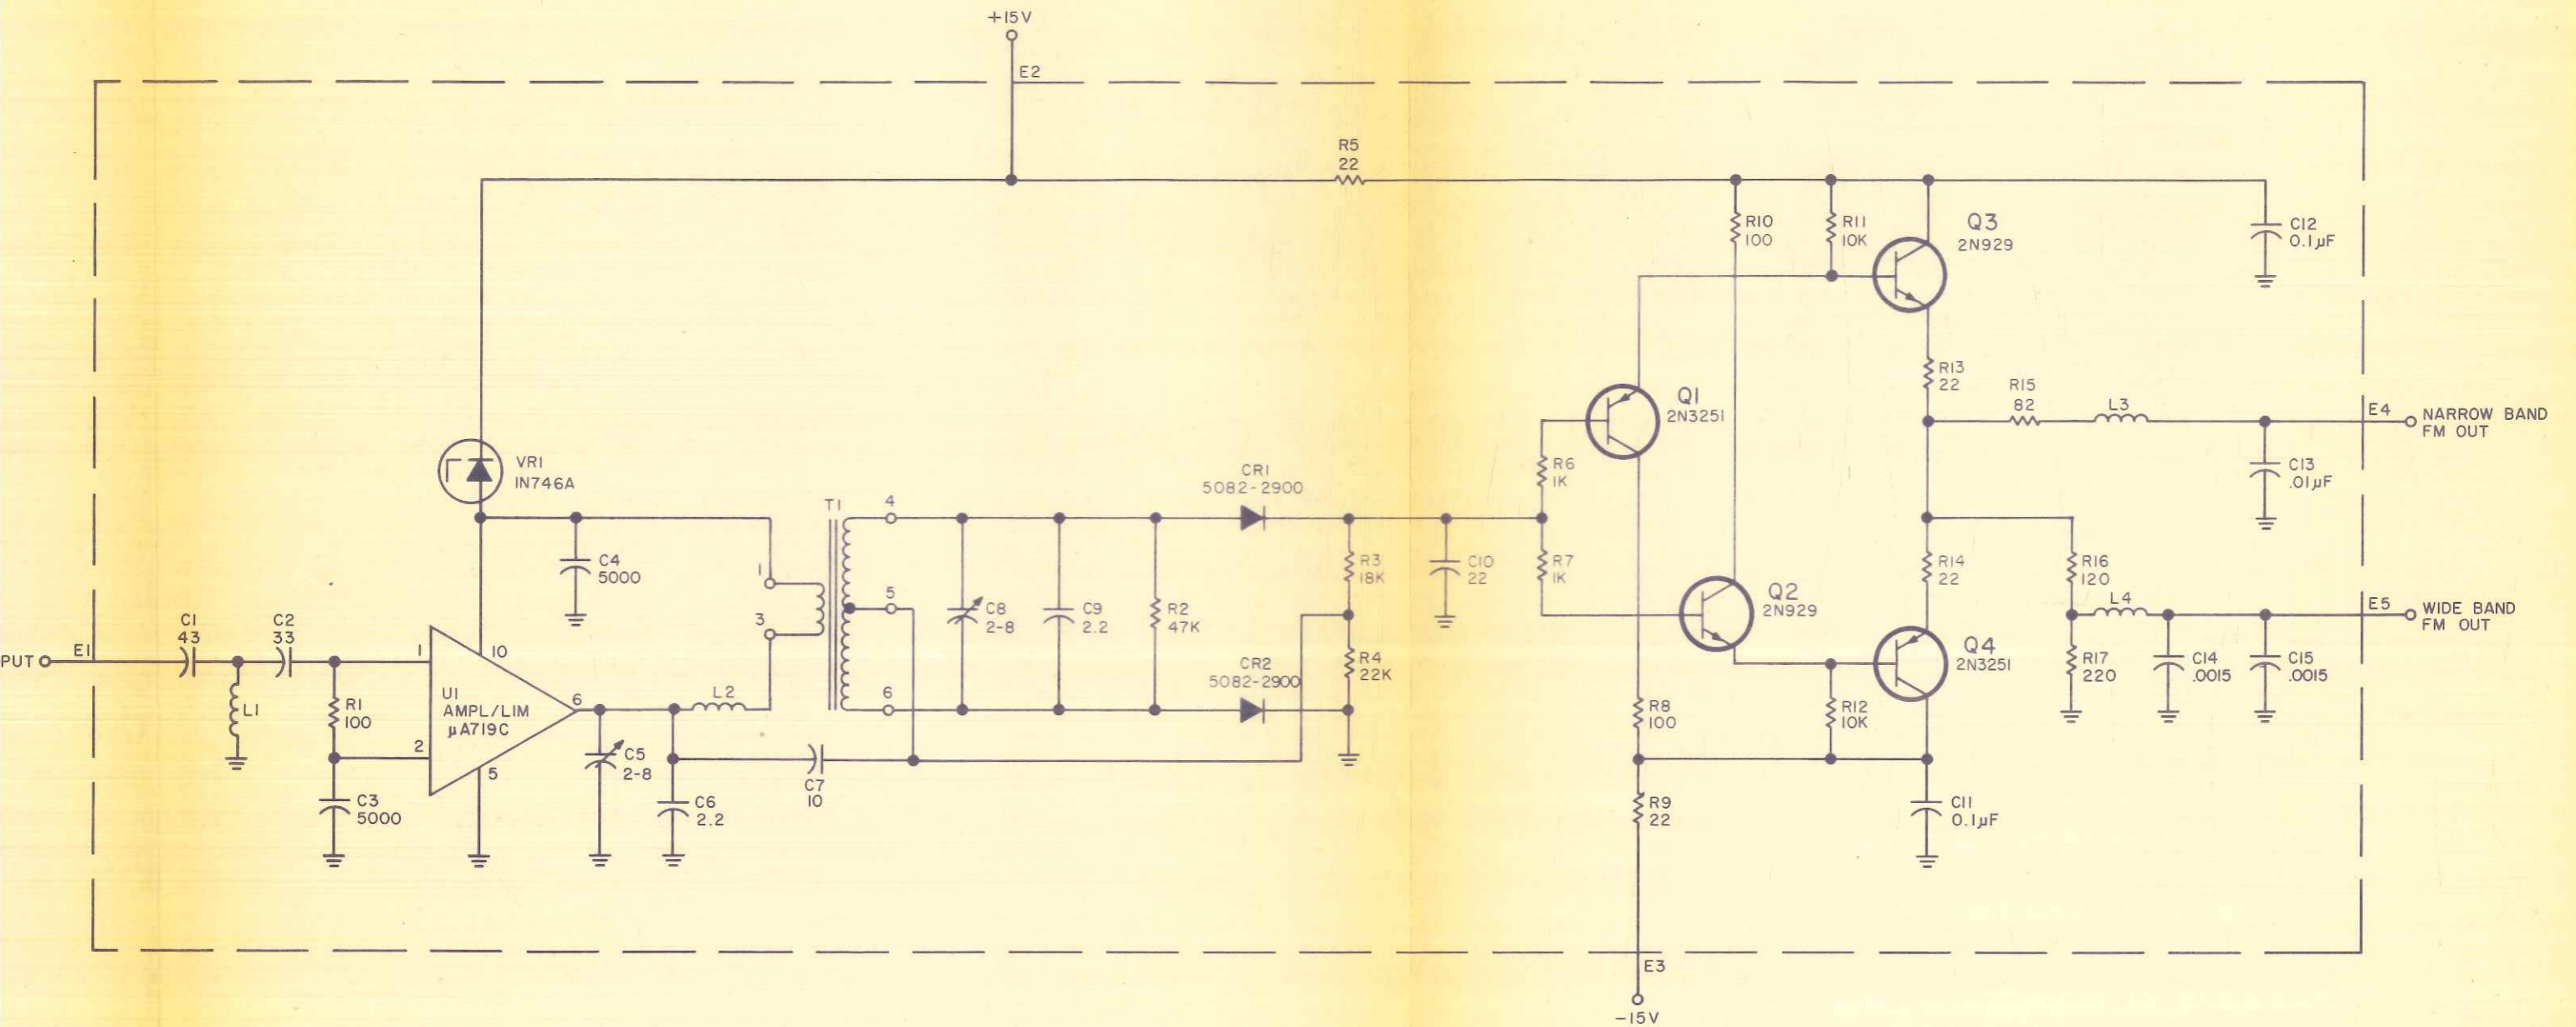 +15V
E2
R5
22
R10
100
R11
10K
Q3
2N929
C12
0.1µF
R13
22
R15
82
L3
E4
NARROW BAND
FM OUT
Q1
2N3251
C13
.01µF
VR1
IN746A
R6
1K
CR1
5082-2900
T1
4
C4
5000
1
R3
18K
C10
22
R7
1K
R14
22
R16
120
5
Q2
2N929
L4
E5
WIDE BAND
FM OUT
C1
43
C2
33
3
C8
2-8
C9
2.2
R2
47K
PUT
E1
1
10
CR2
5082-2900
R4
22K
Q4
2N3251
R17
220
C14
.0015
C15
.0015
L1
R1
100
U1
AMPL/LIM
µA719C
6
L2
6
R8
100
R12
10K
2
5
C5
2-8
C7
10
C3
5000
C6
2.2
R9
22
C11
0.1µF
E3
-15V